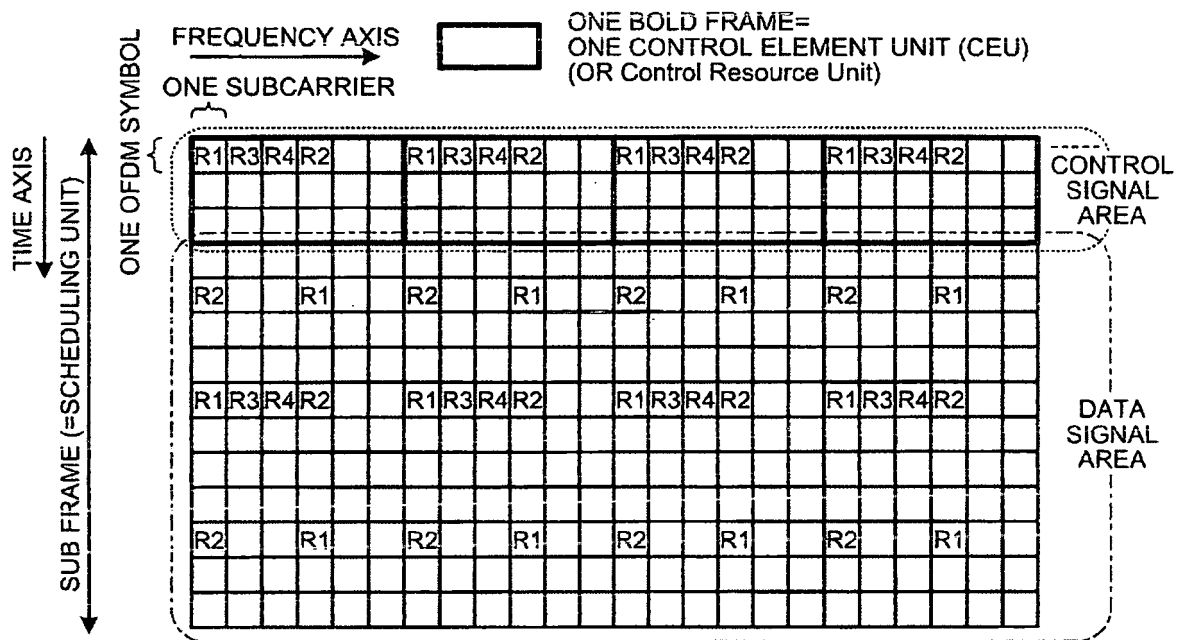 FREQUENCY AXIS
ONE BOLD FRAME=
ONE CONTROL ELEMENT UNIT (CEU)
(OR Control Resource Unit)
ONE SUBCARRIER
ONE OFDM SYMBOL
TIME AXIS
SUB FRAME (=SCHEDULING UNIT)
R1 R3 R4 R2 R1 R3 R4 R2 R1 R3 R4 R2 R1 R3 R4 R2
CONTROL
SIGNAL
AREA
R2 R1 R2 R1 R2 R1 R2 R1
R1 R3 R4 R2 R1 R3 R4 R2 R1 R3 R4 R2 R1 R3 R4 R2
DATA
SIGNAL
AREA
R2 R1 R2 R1 R2 R1 R2 R1